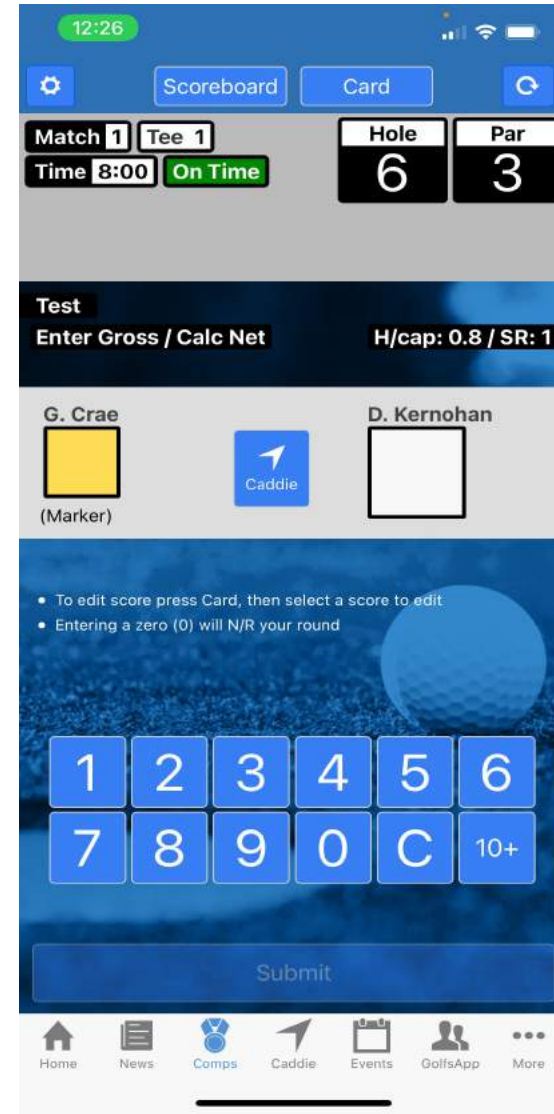 12:26
Scoreboard Card
Match 1 Tee 1
Time 8:00 On Time
Hole Par
6 3
Test
Enter Gross / Calc Net H/cap: 0.8 / SR: 1
G. Crae D. Kernohan
Caddie
(Marker)
• To edit score press Card, then select a score to edit
• Entering a zero (0) will N/R your round
1 2 3 4 5 6
7 8 9 0 C 10+
Submit
Home News Comps Caddie Events GolfsApp More